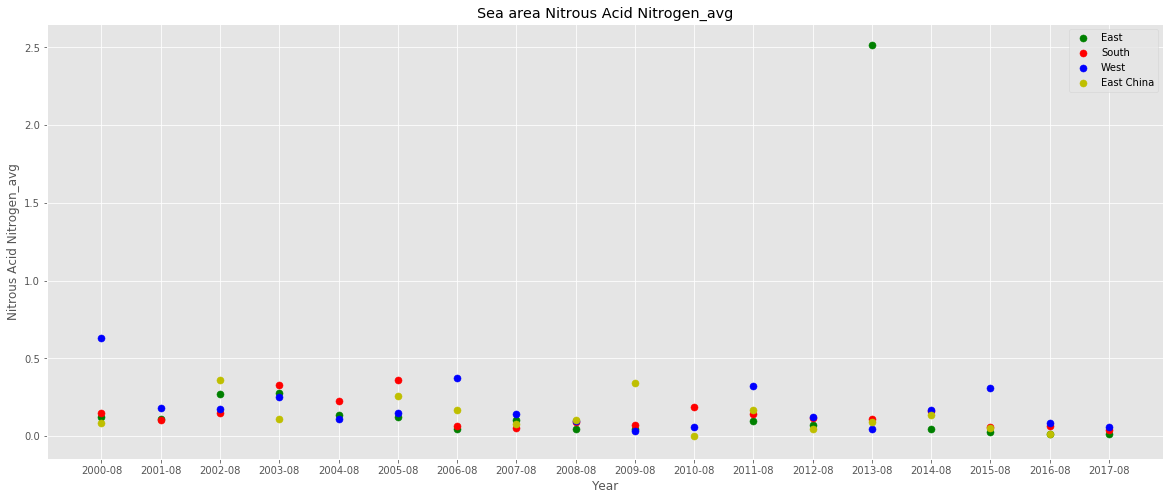 Sea area Nitrous Acid Nitrogen_avg
East
South
West
East China
Nitrous Acid Nitrogen_avg
2.5
2.0
1.5
1.0
0.5
0.0
2000-08 2001-08 2002-08 2003-08 2004-08 2005-08 2006-08 2007-08 2008-08 2009-08 2010-08 2011-08 2012-08 2013-08 2014-08 2015-08 2016-08 2017-08
Year